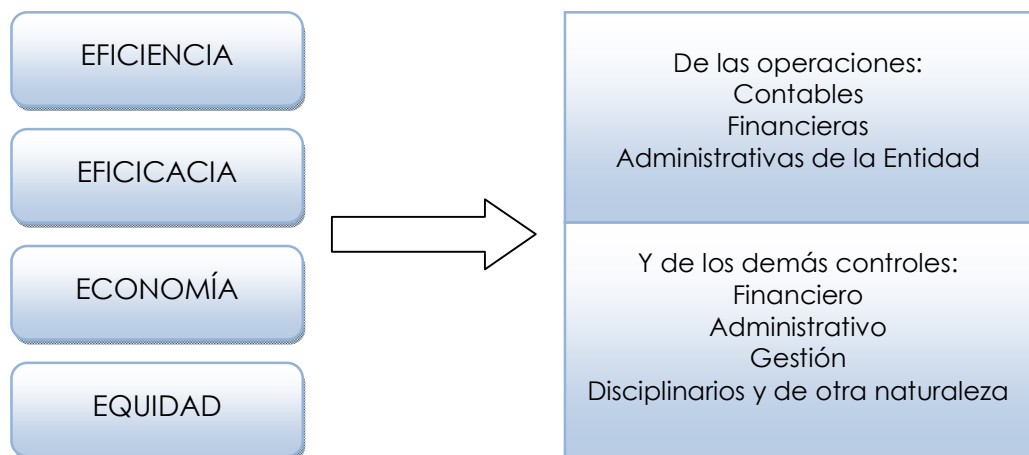 EFICIENCIA
EFICICACIA
ECONOMÍA
EQUIDAD
De las operaciones:
Contables
Financieras
Administrativas de la Entidad
Y de los demás controles:
Financiero
Administrativo
Gestión
Disciplinarios y de otra naturaleza